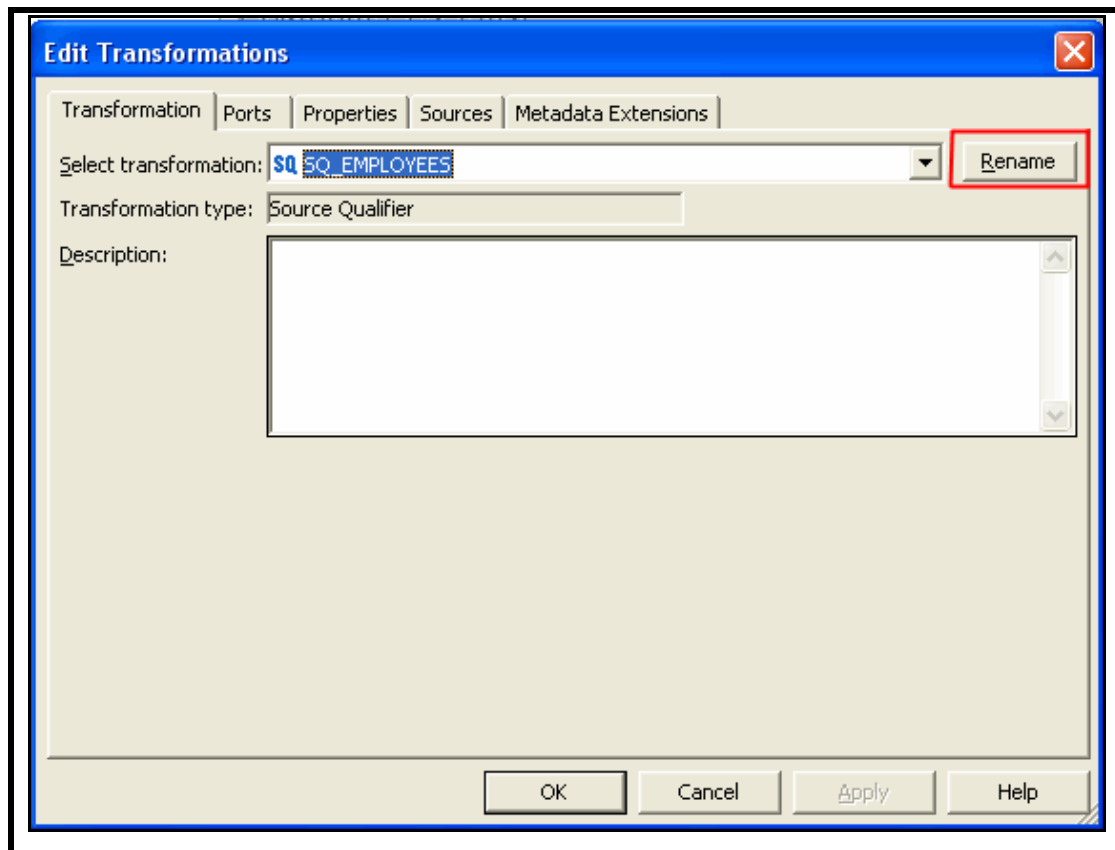 Edit Transformations
Transformation Ports Properties Sources Metadata Extensions
Select transformation: SQ SQ_EMPLOYEES Rename
Transformation type: Source Qualifier
Description:
OK Cancel Apply Help